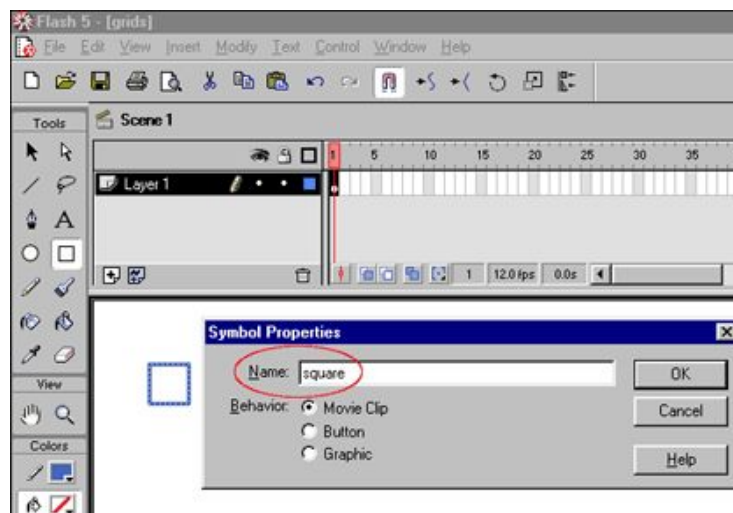 Flash 5 - [grids]
File Edit View Insert Modify Text Control Window Help
Tools
Scene 1
1 5 10 15 20 25 30 35
Layer 1
A
1 12.0 fps 0.0s
Symbol Properties
Name: square
OK
View
Behavior: Movie Clip
Cancel
Button
Colors
Graphic
Help